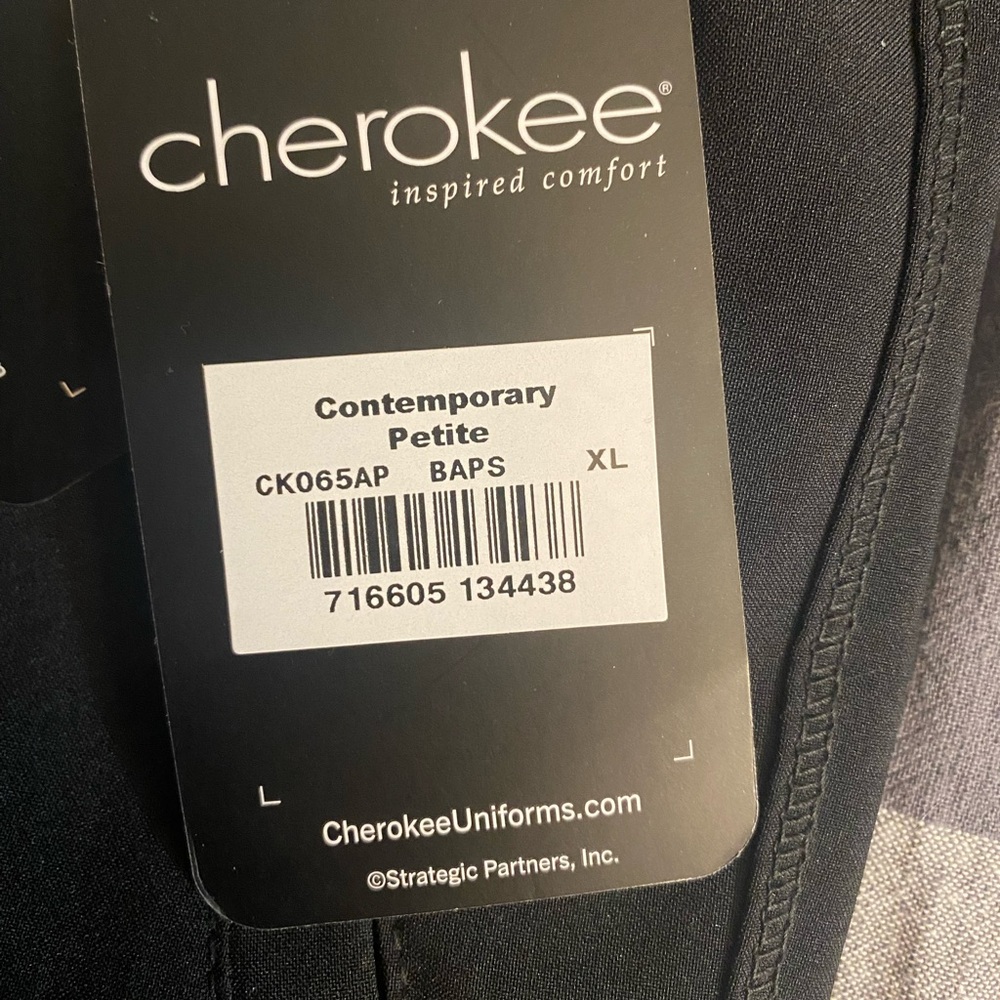 cherokee®
inspired comfort
Contemporary
Petite
CK065AP BAPS XL
716605 134438
CherokeeUniforms.com
©Strategic Partners, Inc.